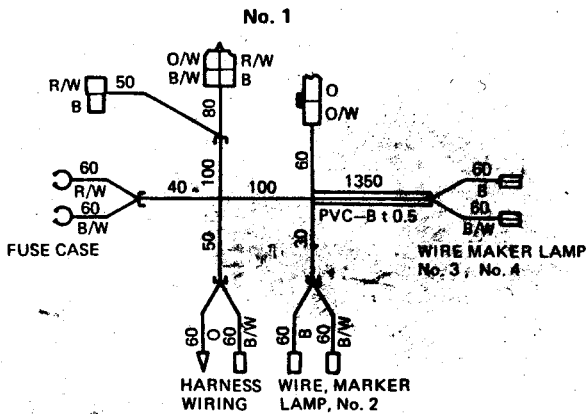 No. 1
O/W R/W
B/W B
R/W 50
B
80
O
O/W
60
60
R/W
60
B/W
FUSE CASE
40
100
100
1350
PVC-B t 0.5
60
B
60
B/W
WIRE MAKER LAMP
No. 3, No. 4
50
30
60 O 60 B/W
60 B 60 B/W
HARNESS
WIRING
WIRE, MARKER
LAMP, No. 2